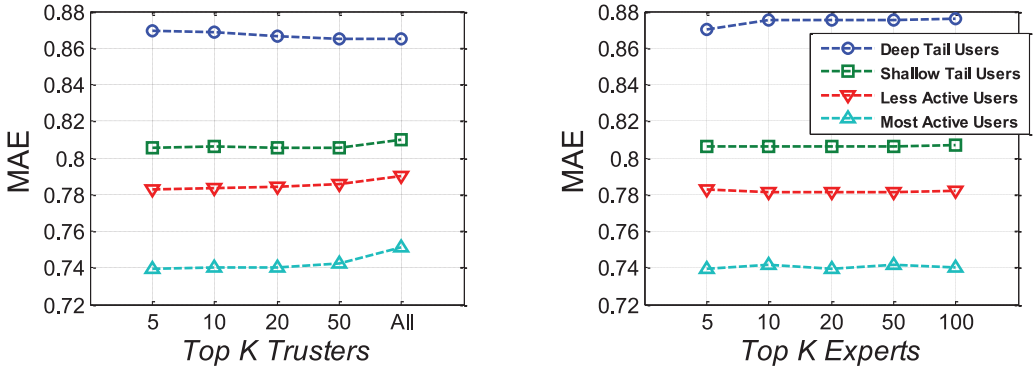 0.88
0.86
0.84
0.82
0.8
0.78
0.76
0.74
0.72
MAE
5 10 20 50 All
Top K Trusters
0.88
0.86
0.84
0.82
0.8
0.78
0.76
0.74
0.72
MAE
Deep Tail Users
Shallow Tail Users
Less Active Users
Most Active Users
5 10 20 50 100
Top K Experts